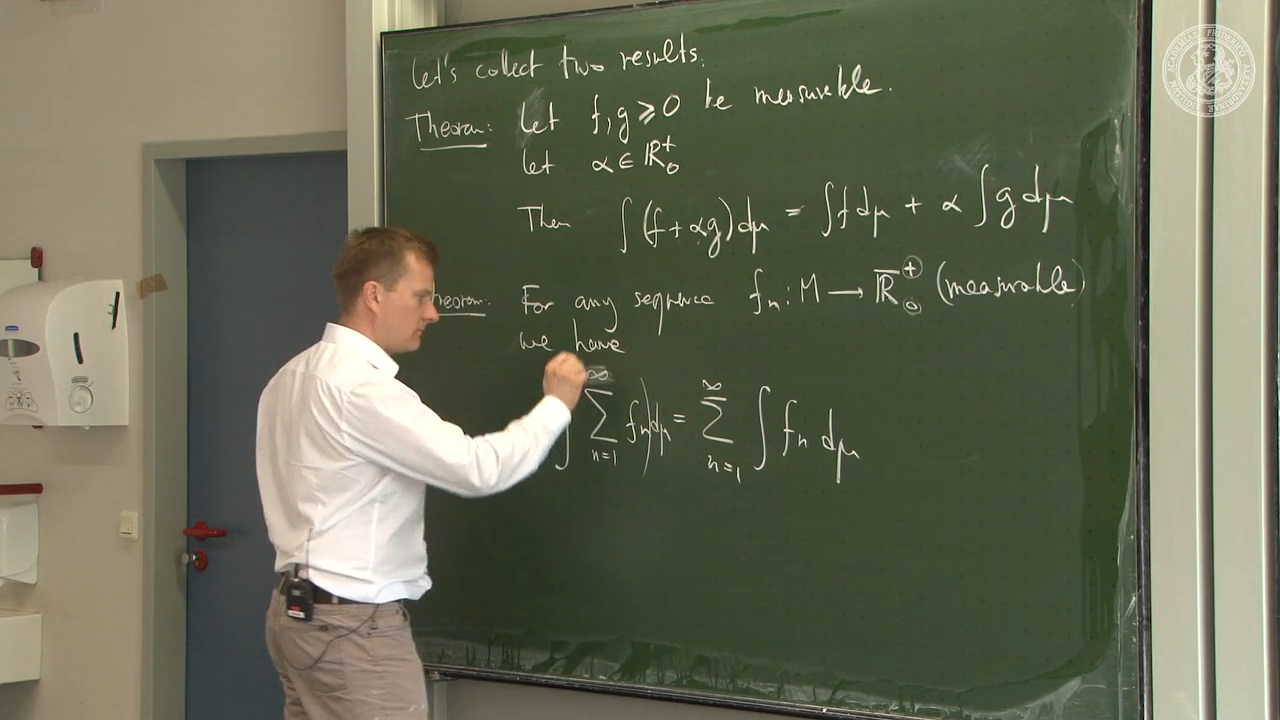 Let's collect two results.
Theorem: Let f, g ⩾ 0 be measurable.
Let α ∈ ℝ₀⁺
Then ∫(f + αg)dμ = ∫f dμ + α ∫g dμ
heorem: For any sequence fₙ : M → ℝ̅₀⁺ (measurable)
we have
∫ ∑ₙ₌₁^∞ fₙ)dμ = ∑ₙ₌₁^∞ ∫ fₙ dμ